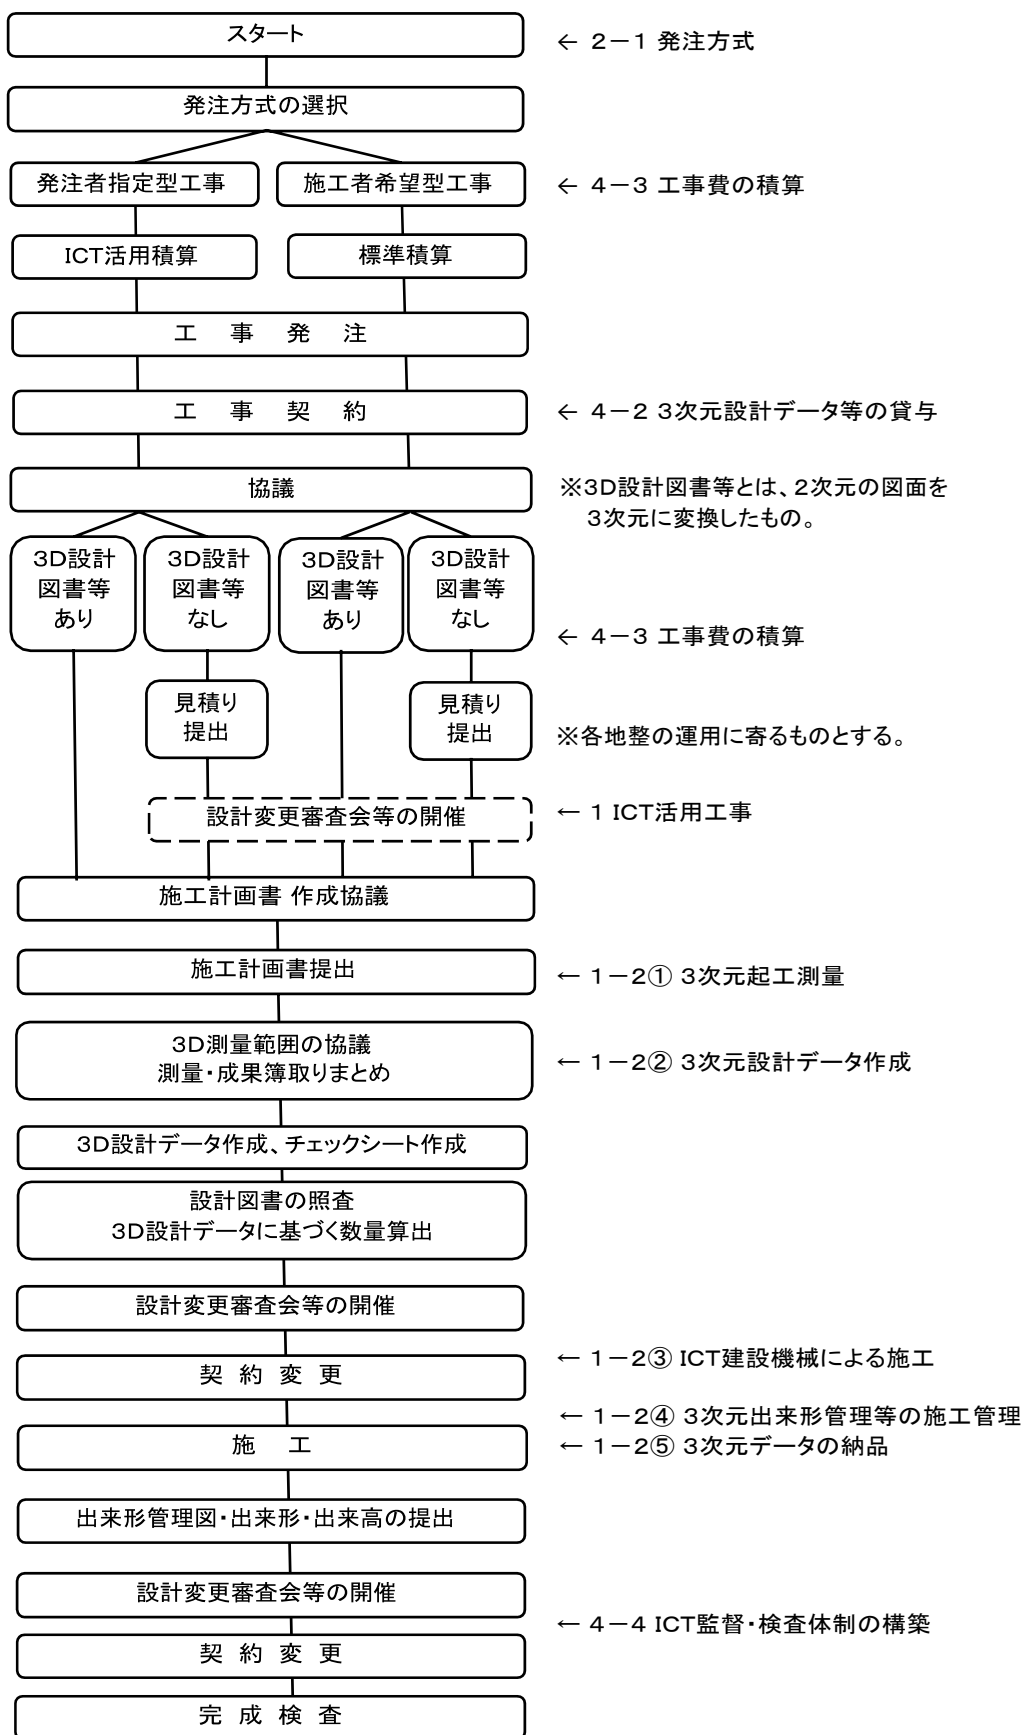 スタート
← 2-1 発注方式
発注方式の選択
発注者指定型工事
施工者希望型工事
← 4-3 工事費の積算
ICT活用積算
標準積算
工 事 発 注
工 事 契 約
← 4-2 3次元設計データ等の貸与
協議
※3D設計図書等とは、2次元の図面を
3次元に変換したもの。
3D設計
図書等
あり
3D設計
図書等
なし
3D設計
図書等
あり
3D設計
図書等
なし
← 4-3 工事費の積算
見積り
提出
見積り
提出
※各地整の運用に寄るものとする。
設計変更審査会等の開催
← 1 ICT活用工事
施工計画書 作成協議
施工計画書提出
← 1-2① 3次元起工測量
3D測量範囲の協議
測量・成果簿取りまとめ
← 1-2② 3次元設計データ作成
3D設計データ作成、チェックシート作成
設計図書の照査
3D設計データに基づく数量算出
設計変更審査会等の開催
契 約 変 更
← 1-2③ ICT建設機械による施工
← 1-2④ 3次元出来形管理等の施工管理
施 工
← 1-2⑤ 3次元データの納品
出来形管理図・出来形・出来高の提出
設計変更審査会等の開催
← 4-4 ICT監督・検査体制の構築
契 約 変 更
完 成 検 査